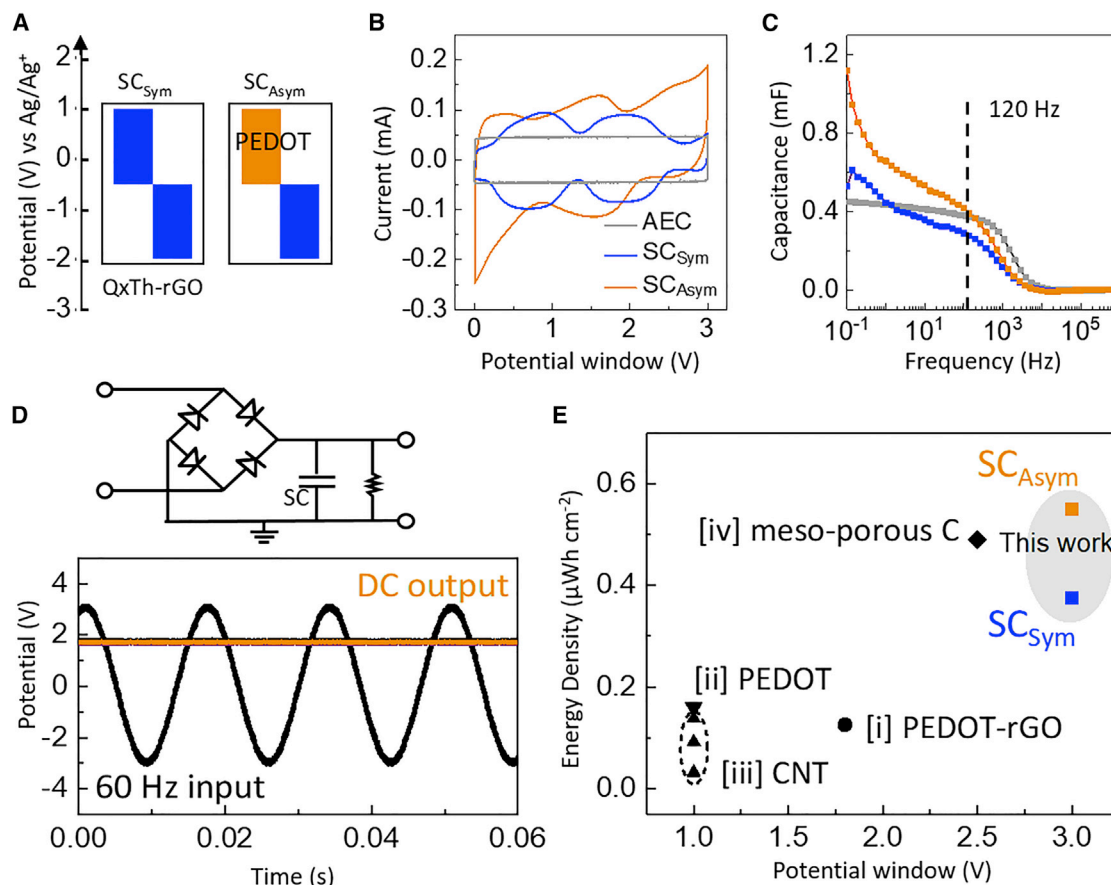 A
Potential (V) vs Ag/Ag⁺
2
1
0
-1
-2
-3
SC_Sym
SC_Asym
PEDOT
QxTh-rGO
B
Current (mA)
0.3
0.2
0.1
0.0
-0.1
-0.2
-0.3
AEC
SC_Sym
SC_Asym
0 1 2 3
Potential window (V)
C
Capacitance (mF)
1.2
0.8
0.4
0.0
120 Hz
10⁻¹ 10¹ 10³ 10⁵
Frequency (Hz)
D
SC
Potential (V)
4
2
0
-2
-4
DC output
60 Hz input
0.00 0.02 0.04 0.06
Time (s)
E
Energy Density (µWh cm⁻²)
0.6
0.4
0.2
0.0
SC_Asym
[iv] meso-porous C
This work
SC_Sym
[ii] PEDOT
[i] PEDOT-rGO
[iii] CNT
1.0 1.5 2.0 2.5 3.0
Potential window (V)